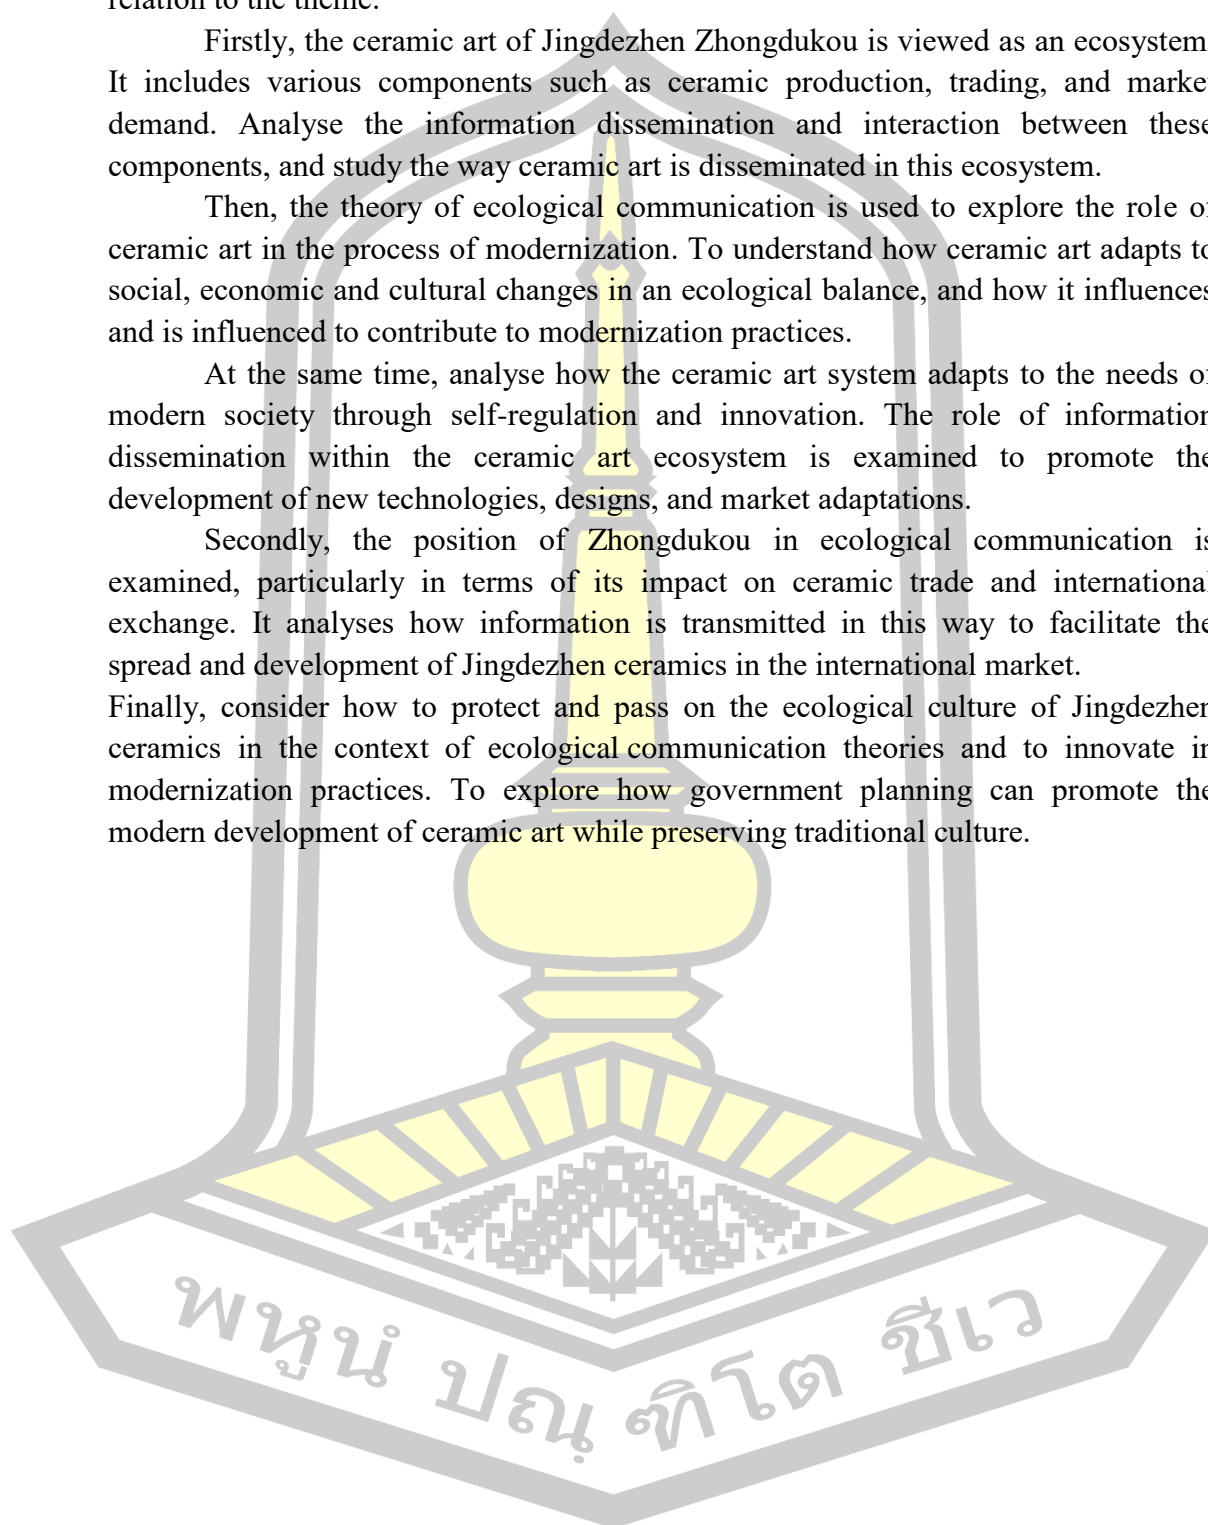 relation to the theme.
Firstly, the ceramic art of Jingdezhen Zhongdukou is viewed as an ecosystem
It includes various components such as ceramic production, trading, and marke
demand. Analyse the information dissemination and interaction between these
components, and study the way ceramic art is disseminated in this ecosystem.
Then, the theory of ecological communication is used to explore the role of
ceramic art in the process of modernization. To understand how ceramic art adapts to
social, economic and cultural changes in an ecological balance, and how it influences
and is influenced to contribute to modernization practices.
At the same time, analyse how the ceramic art system adapts to the needs of
modern society through self-regulation and innovation. The role of information
dissemination within the ceramic art ecosystem is examined to promote the
development of new technologies, designs, and market adaptations.
Secondly, the position of Zhongdukou in ecological communication is
examined, particularly in terms of its impact on ceramic trade and international
exchange. It analyses how information is transmitted in this way to facilitate the
spread and development of Jingdezhen ceramics in the international market.
Finally, consider how to protect and pass on the ecological culture of Jingdezhen
ceramics in the context of ecological communication theories and to innovate in
modernization practices. To explore how government planning can promote the
modern development of ceramic art while preserving traditional culture.
พหูนํ ปณฺฑิโต ชีเว